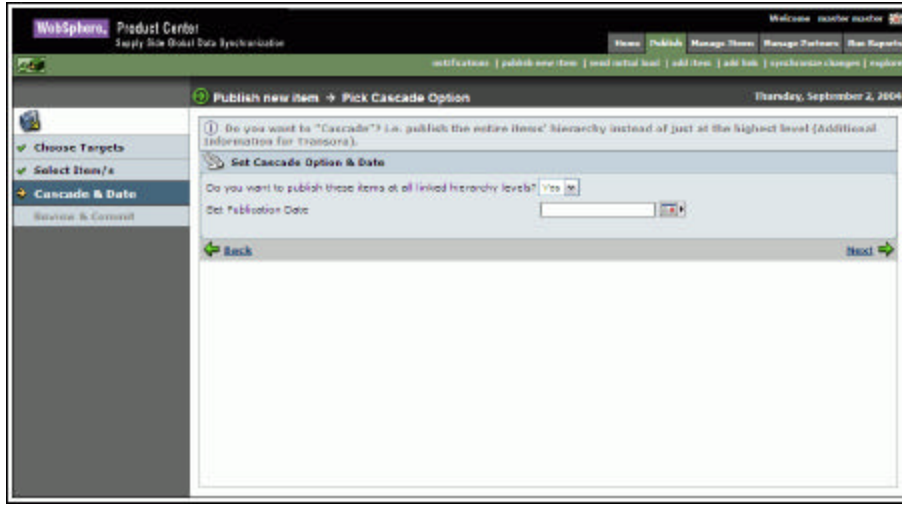 WebSphere. Product Center
Supply Side Global Data Synchronization
Welcome master master
Home Publish Manage Items Manage Partners Run Reports
notifications | publish new item | send initial load | add item | add link | synchronize changes | explore
Publish new item → Pick Cascade Option
Thursday, September 2, 2004
Choose Targets
Select Item/s
Cascade & Date
Review & Commit
Do you want to "Cascade"? i.e. publish the entire items' hierarchy instead of just at the highest level (Additional
Information for Transora).
Set Cascade Option & Date
Do you want to publish these items at all linked hierarchy levels? Yes
Set Publication Date
Back
Next